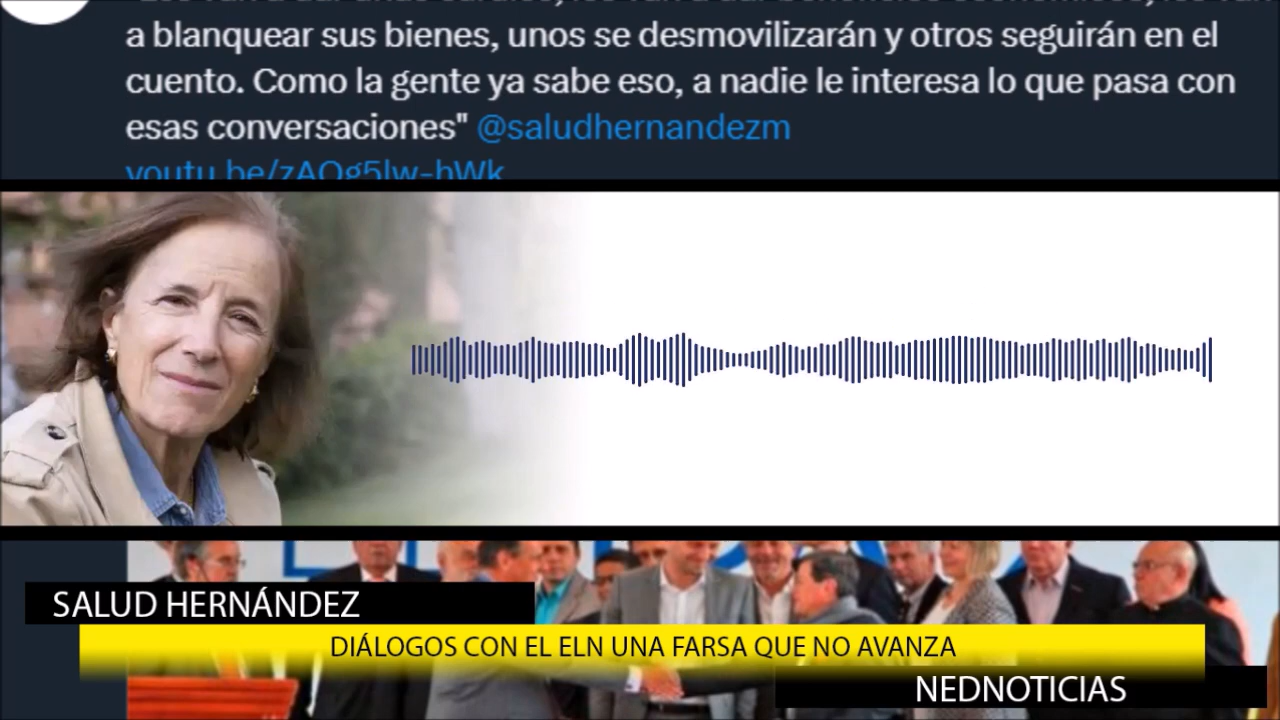 a blanquear sus bienes, unos se desmovilizarán y otros seguirán en el
cuento. Como la gente ya sabe eso, a nadie le interesa lo que pasa con
esas conversaciones" @saludhernandezm
SALUD HERNÁNDEZ
DIÁLOGOS CON EL ELN UNA FARSA QUE NO AVANZA
NEDNOTICIAS